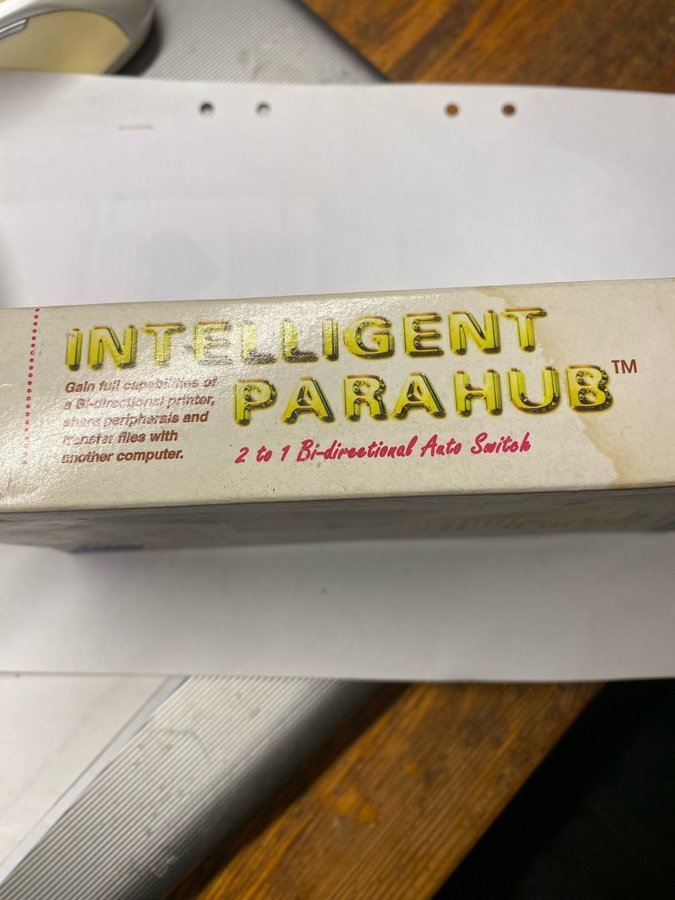 INTELLIGENT
PARAHUB™
Gain full capabilities of
a Bi-directional printer,
share peripherals and
transfer files with
another computer.
2 to 1 Bi-directional Auto Switch